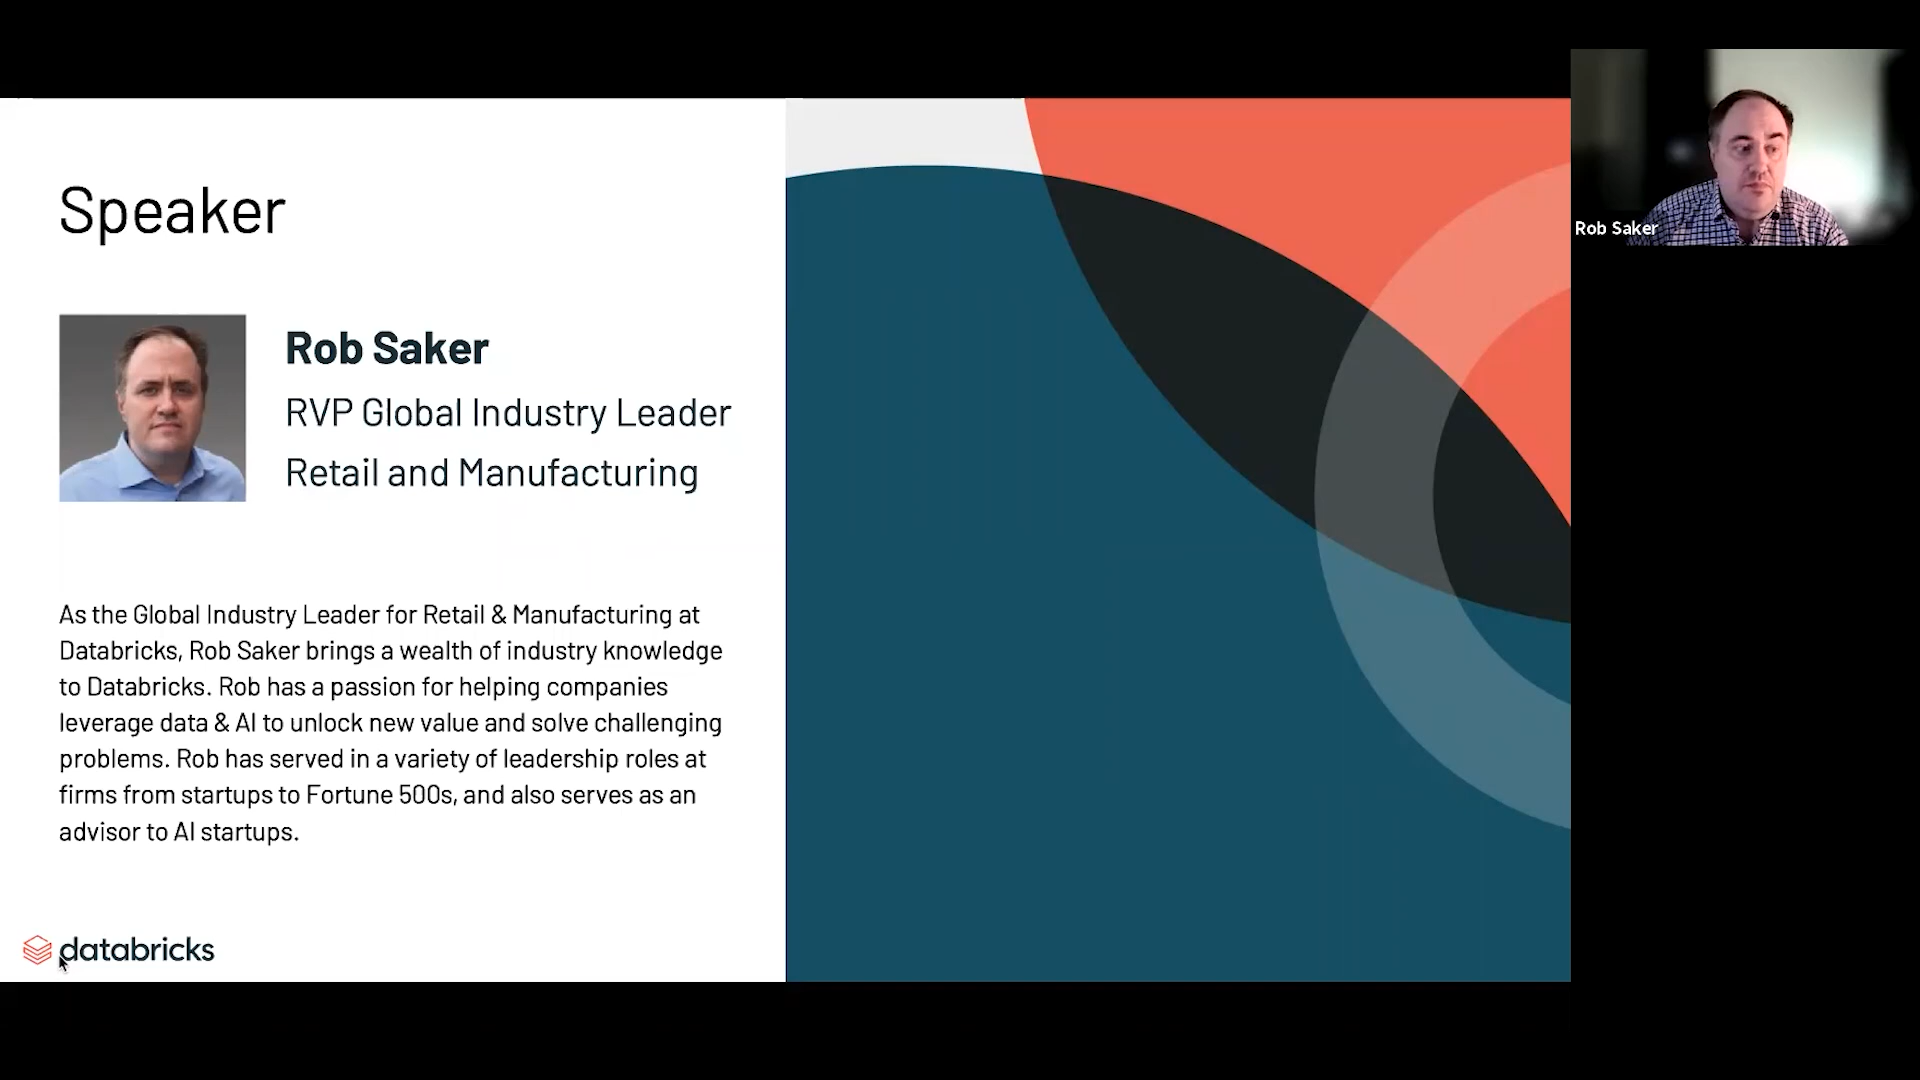 Speaker
Rob Saker
RVP Global Industry Leader
Retail and Manufacturing
As the Global Industry Leader for Retail & Manufacturing at
Databricks, Rob Saker brings a wealth of industry knowledge
to Databricks. Rob has a passion for helping companies
leverage data & AI to unlock new value and solve challenging
problems. Rob has served in a variety of leadership roles at
firms from startups to Fortune 500s, and also serves as an
advisor to AI startups.
databricks
Rob Saker